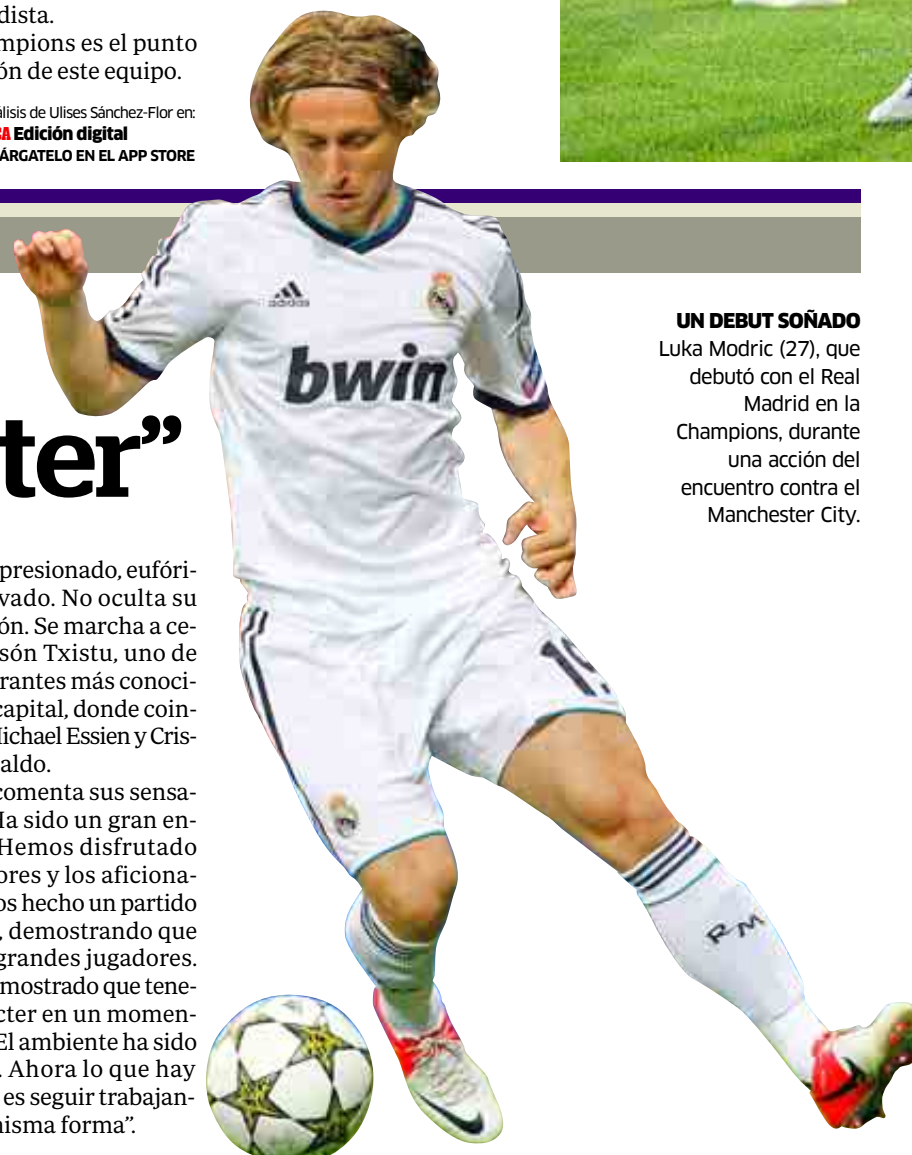 dista.
mpions es el punto
ón de este equipo.
álisis de Ulises Sánchez-Flor en:
CA Edición digital
ÁRGATELO EN EL APP STORE
adidas
bwin
19
RM
UN DEBUT SOÑADO
Luka Modric (27), que
debutó con el Real
Madrid en la
Champions, durante
una acción del
encuentro contra el
Manchester City.
ter”
presionado, eufóri-
vado. No oculta su
ón. Se marcha a ce-
són Txistu, uno de
rantes más conoci-
capital, donde coin-
Michael Essien y Cris-
aldo.
comenta sus sensa-
Ha sido un gran en-
Hemos disfrutado
ores y los aficiona-
os hecho un partido
, demostrando que
grandes jugadores.
mostrado que tene-
cter en un momen-
El ambiente ha sido
. Ahora lo que hay
es seguir trabajan-
misma forma”.